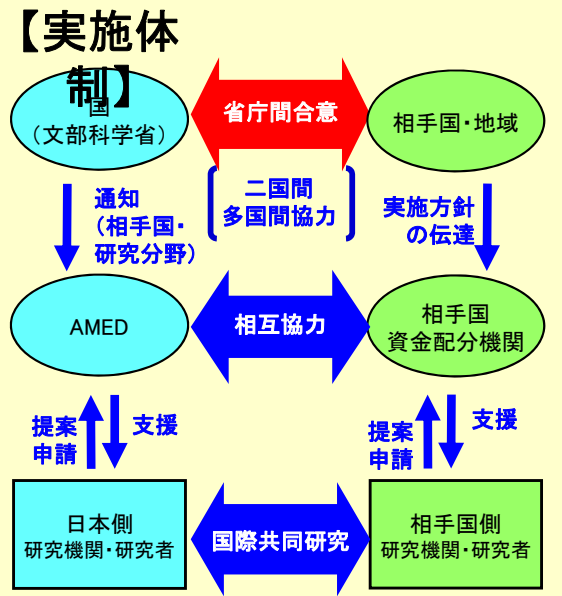 【実施体
制】
国
（文部科学省）
省庁間合意
相手国・地域
通知
（相手国・
研究分野）
二国間
多国間協力
実施方針
の伝達
AMED
相互協力
相手国
資金配分機関
提案
申請
支援
提案
申請
支援
日本側
研究機関・研究者
国際共同研究
相手国側
研究機関・研究者